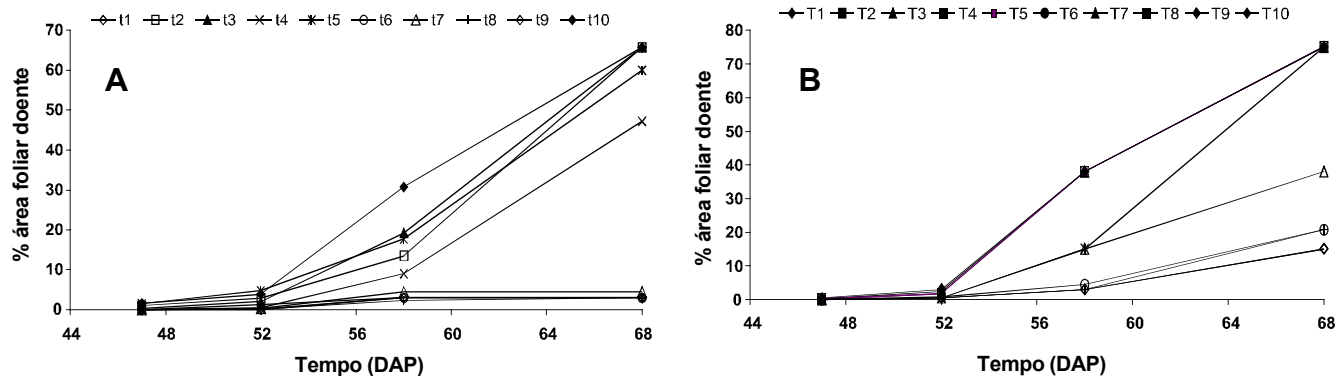 t1 t2 t3 t4 t5 t6 t7 t8 t9 t10
A
% área foliar doente
70
60
50
40
30
20
10
0
44 48 52 56 60 64 68
Tempo (DAP)
T1 T2 T3 T4 T5 T6 T7 T8 T9 T10
B
% área foliar doente
80
70
60
50
40
30
20
10
0
44 48 52 56 60 64 68
Tempo (DAP)